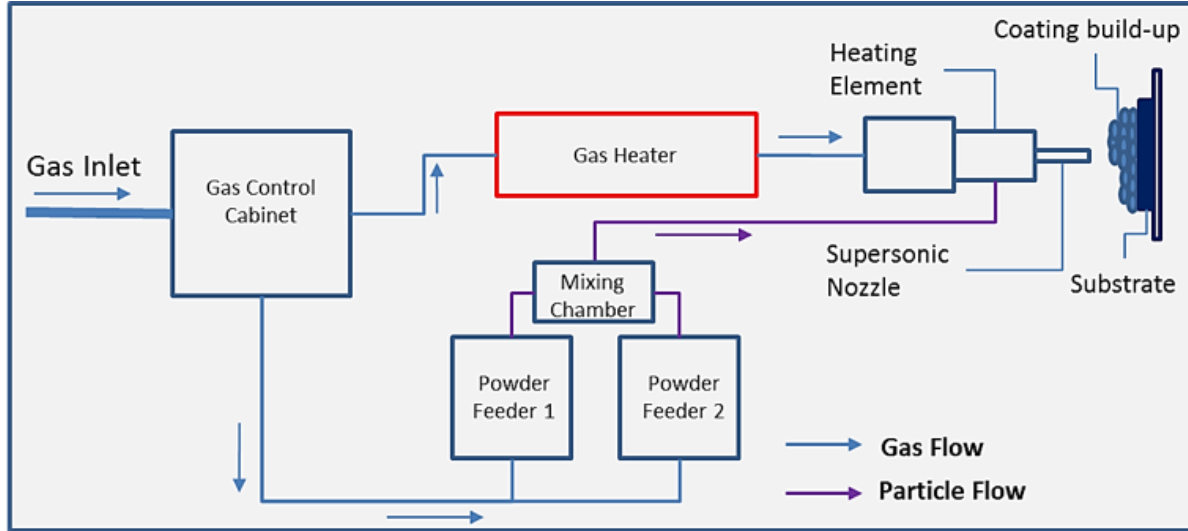 Coating build-up
Heating
Element
Gas Inlet
Gas Control
Cabinet
Gas Heater
Mixing
Chamber
Supersonic
Nozzle
Substrate
Powder
Feeder 1
Powder
Feeder 2
Gas Flow
Particle Flow